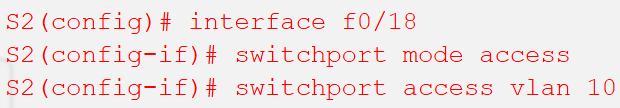 S2(config)# interface f0/18
S2(config-if)# switchport mode access
S2(config-if)# switchport access vlan 10